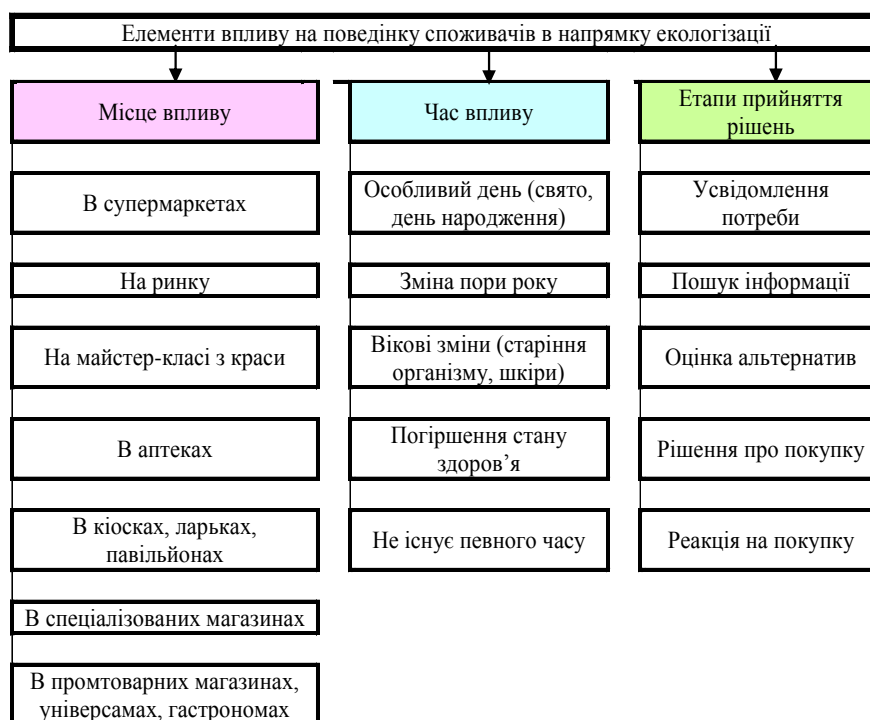 Елементи впливу на поведінку споживачів в напрямку екологізації
Місце впливу
В супермаркетах
На ринку
На майстер-класі з краси
В аптеках
В кіосках, ларьках,
павільйонах
В спеціалізованих магазинах
В промтоварних магазинах,
універсамах, гастрономах
Час впливу
Особливий день (свято,
день народження)
Зміна пори року
Вікові зміни (старіння
організму, шкіри)
Погіршення стану
здоров’я
Не існує певного часу
Етапи прийняття
рішень
Усвідомлення
потреби
Пошук інформації
Оцінка альтернатив
Рішення про покупку
Реакція на покупку